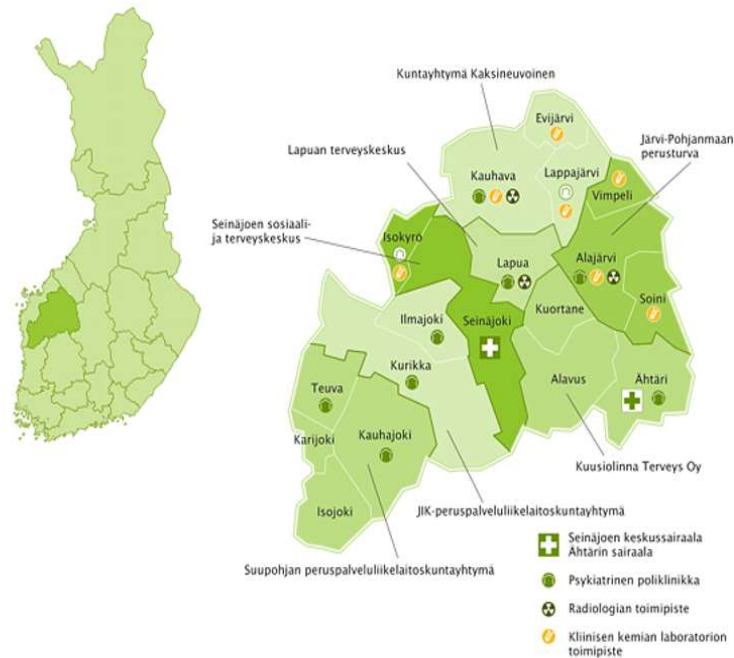 Kuntayhtymä Kaksineuvoinen
Evijärvi
Järvi-Pohjanmaan
perusturva
Lapuan terveyskeskus
Kauhava
Lappajärvi
Vimpeli
Seinäjoen sosiaali-
ja terveyskeskus
Isokyrö
Lapua
Alajärvi
Soini
Kuortane
Ilmajoki
Seinäjoki
Kurikka
Teuva
Alavus
Ähtäri
Karijoki
Kauhajoki
Isojoki
Kuusiolinna Terveys Oy
JIK-peruspalveluliikelaitoskuntayhtymä
Suupohjan peruspalveluliikelaitoskuntayhtymä
Seinäjoen keskussairaala
Ähtärin sairaala
Psykiatrinen poliklinikka
Radiologian toimipiste
Kliinisen kemian laboratorion
toimipiste